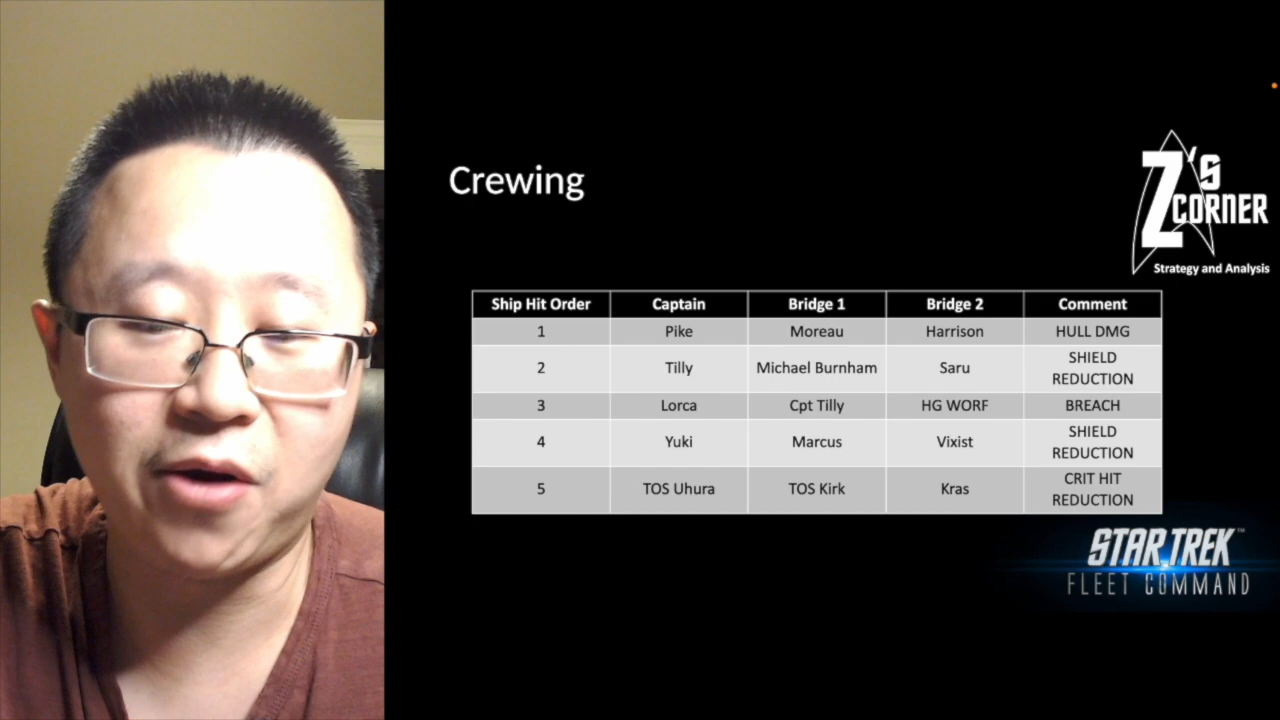 Crewing
Z's
CORNER
Strategy and Analysis
Ship Hit Order Captain Bridge 1 Bridge 2 Comment
1 Pike Moreau Harrison HULL DMG
2 Tilly Michael Burnham Saru SHIELD
REDUCTION
3 Lorca Cpt Tilly HG WORF BREACH
4 Yuki Marcus Vixist SHIELD
REDUCTION
5 TOS Uhura TOS Kirk Kras CRIT HIT
REDUCTION
STAR TREK™
FLEET COMMAND